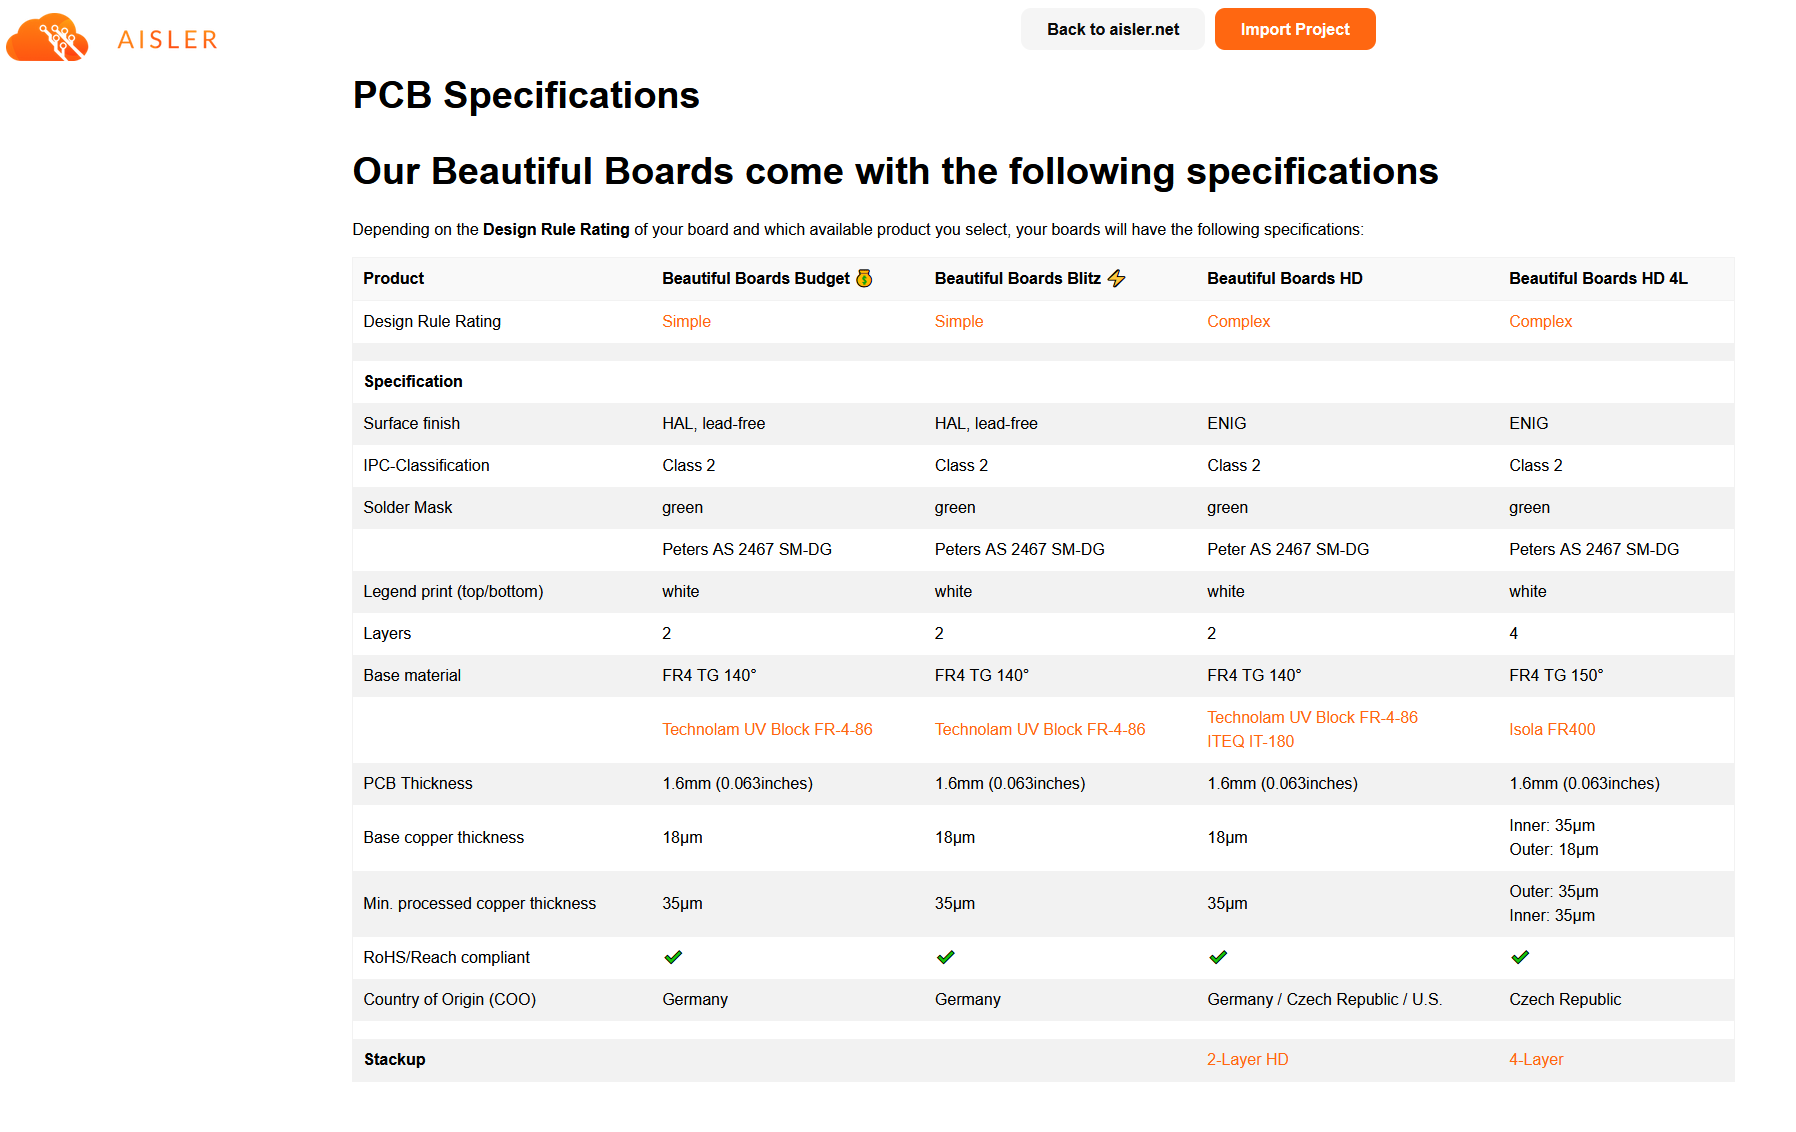 AISLER
Back to aisler.net
Import Project
PCB Specifications
Our Beautiful Boards come with the following specifications
Depending on the Design Rule Rating of your board and which available product you select, your boards will have the following specifications:
Product Beautiful Boards Budget Beautiful Boards Blitz Beautiful Boards HD Beautiful Boards HD 4L
Design Rule Rating Simple Simple Complex Complex
Specification
Surface finish HAL, lead-free HAL, lead-free ENIG ENIG
IPC-Classification Class 2 Class 2 Class 2 Class 2
Solder Mask green green green green
Peters AS 2467 SM-DG Peters AS 2467 SM-DG Peter AS 2467 SM-DG Peters AS 2467 SM-DG
Legend print (top/bottom) white white white white
Layers 2 2 2 4
Base material FR4 TG 140° FR4 TG 140° FR4 TG 140° FR4 TG 150°
Technolam UV Block FR-4-86 Technolam UV Block FR-4-86 Technolam UV Block FR-4-86 Isola FR400
ITEQ IT-180
PCB Thickness 1.6mm (0.063inches) 1.6mm (0.063inches) 1.6mm (0.063inches) 1.6mm (0.063inches)
Base copper thickness 18µm 18µm 18µm Inner: 35µm
Outer: 18µm
Min. processed copper thickness 35µm 35µm 35µm Outer: 35µm
Inner: 35µm
RoHS/Reach compliant
Country of Origin (COO) Germany Germany Germany / Czech Republic / U.S. Czech Republic
Stackup 2-Layer HD 4-Layer